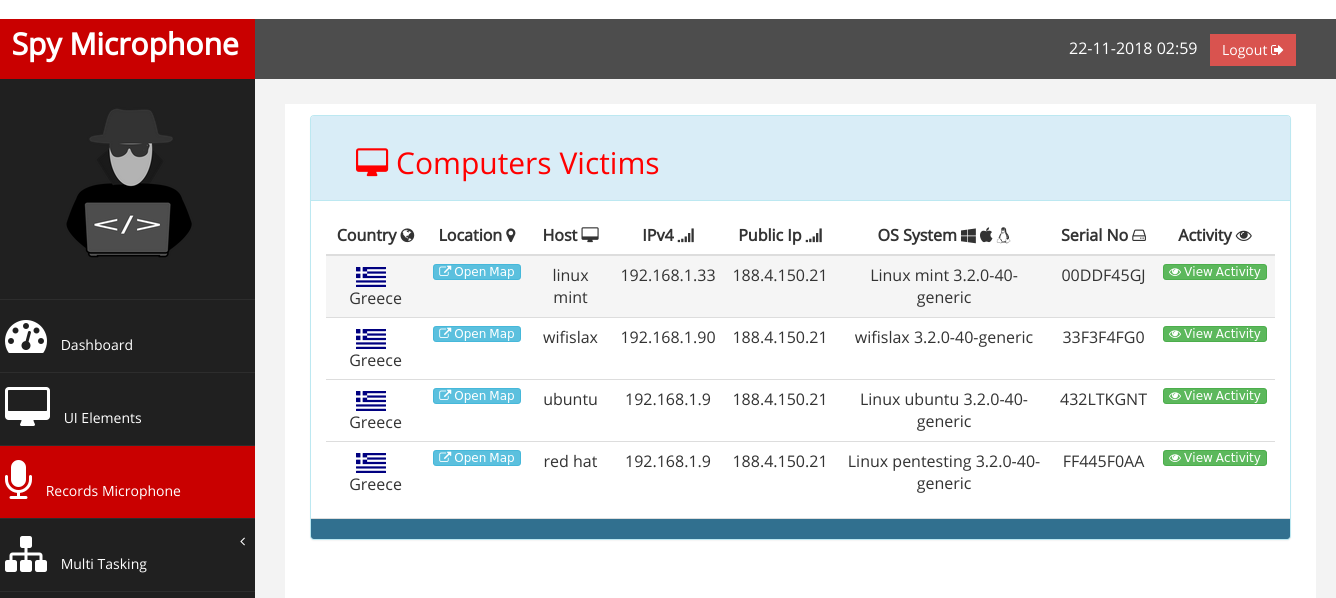 Spy Microphone
22-11-2018 02:59 Logout
</>
Computers Victims
Country Location Host IPv4 Public Ip OS System Serial No Activity
Greece Open Map linux mint 192.168.1.33 188.4.150.21 Linux mint 3.2.0-40-generic 00DDF45GJ View Activity
Greece Open Map wifislax 192.168.1.90 188.4.150.21 wifislax 3.2.0-40-generic 33F3F4FG0 View Activity
Greece Open Map ubuntu 192.168.1.9 188.4.150.21 Linux ubuntu 3.2.0-40-generic 432LTKGNT View Activity
Greece Open Map red hat 192.168.1.9 188.4.150.21 Linux pentesting 3.2.0-40-generic FF445F0AA View Activity
Dashboard
UI Elements
Records Microphone
Multi Tasking